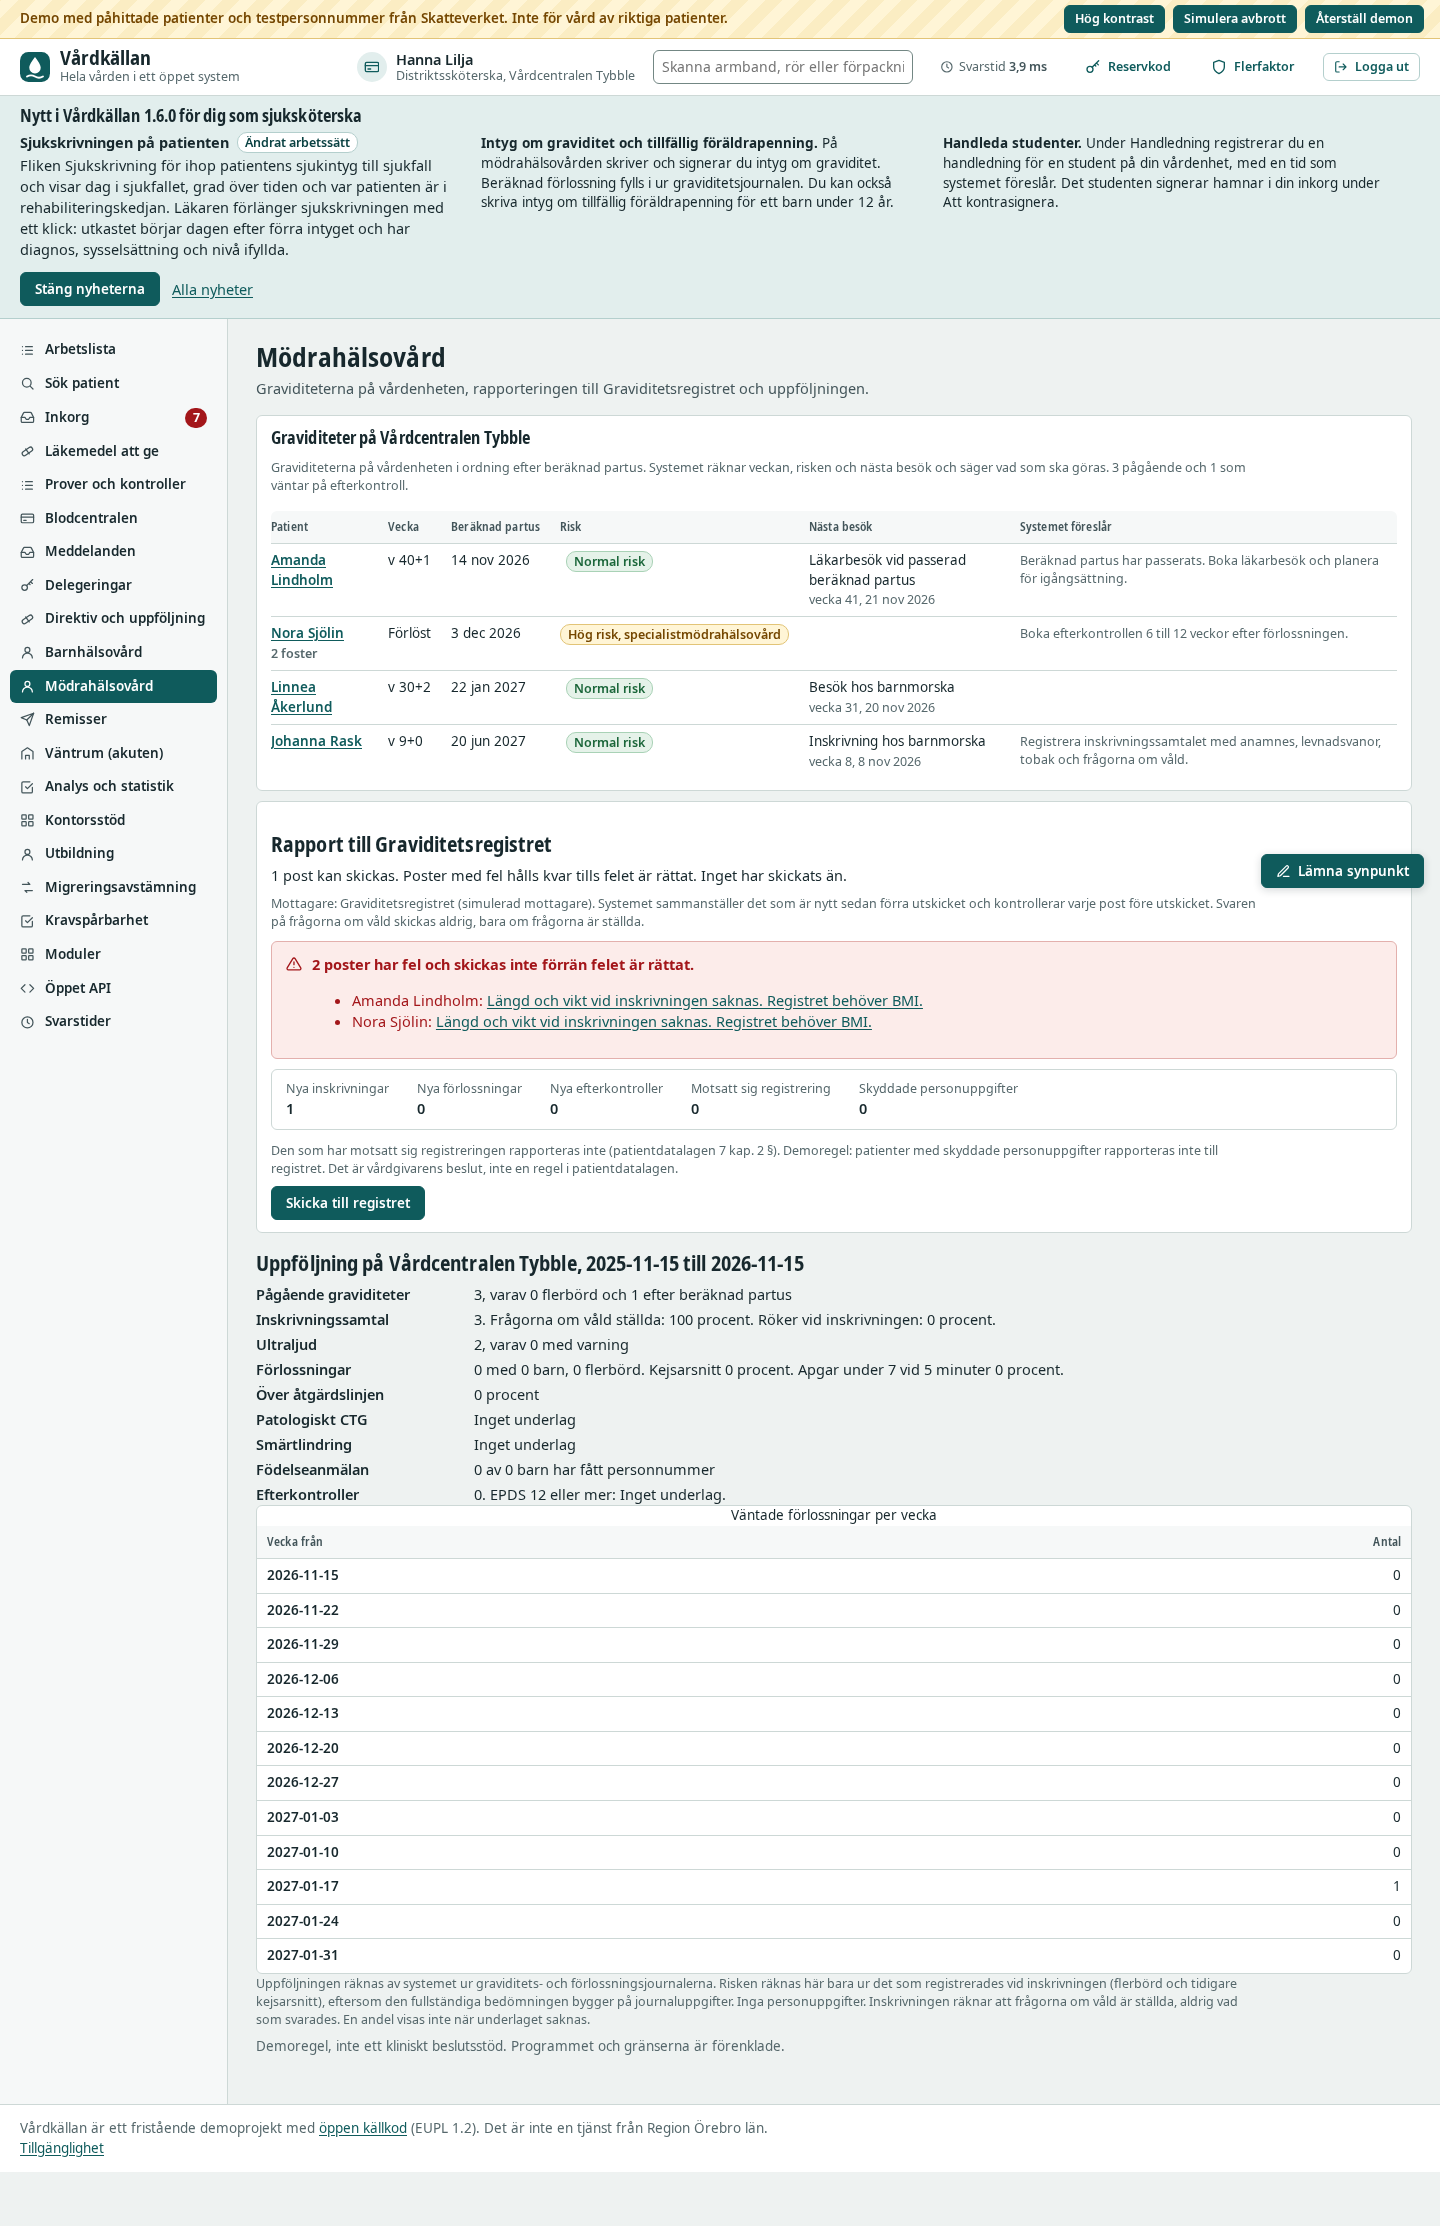 Demo med påhittade patienter och testpersonnummer från Skatteverket. Inte för vård av riktiga patienter.
Hög kontrast
Simulera avbrott
Återställ demon
Vårdkällan
Hela vården i ett öppet system
Hanna Lilja
Distriktssköterska, Vårdcentralen Tybble
Skanna armband, rör eller förpackni
Svarstid 3,9 ms
Reservkod
Flerfaktor
Logga ut
Nytt i Vårdkällan 1.6.0 för dig som sjuksköterska
Sjukskrivningen på patienten Ändrat arbetssätt
Fliken Sjukskrivning för ihop patientens sjukintyg till sjukfall
och visar dag i sjukfallet, grad över tiden och var patienten är i
rehabiliteringskedjan. Läkaren förlänger sjukskrivningen med
ett klick: utkastet börjar dagen efter förra intyget och har
diagnos, sysselsättning och nivå ifyllda.
Intyg om graviditet och tillfällig föräldrapenning. På
mödrahälsovården skriver och signerar du intyg om graviditet.
Beräknad förlossning fylls i ur graviditetsjournalen. Du kan också
skriva intyg om tillfällig föräldrapenning för ett barn under 12 år.
Handleda studenter. Under Handledning registrerar du en
handledning för en student på din vårdenhet, med en tid som
systemet föreslår. Det studenten signerar hamnar i din inkorg under
Att kontrasignera.
Stäng nyheterna
Alla nyheter
Arbetslista
Sök patient
Inkorg 7
Läkemedel att ge
Prover och kontroller
Blodcentralen
Meddelanden
Delegeringar
Direktiv och uppföljning
Barnhälsovård
Mödrahälsovård
Remisser
Väntrum (akuten)
Analys och statistik
Kontorsstöd
Utbildning
Migreringsavstämning
Kravspårbarhet
Moduler
Öppet API
Svarstider
Mödrahälsovård
Graviditeterna på vårdenheten, rapporteringen till Graviditetsregistret och uppföljningen.
Graviditeter på Vårdcentralen Tybble
Graviditeterna på vårdenheten i ordning efter beräknad partus. Systemet räknar veckan, risken och nästa besök och säger vad som ska göras. 3 pågående och 1 som
väntar på efterkontroll.
Patient Vecka Beräknad partus Risk Nästa besök Systemet föreslår
Amanda Lindholm v 40+1 14 nov 2026 Normal risk Läkarbesök vid passerad beräknad partus vecka 41, 21 nov 2026 Beräknad partus har passerats. Boka läkarbesök och planera för igångsättning.
Nora Sjölin 2 foster Förlöst 3 dec 2026 Hög risk, specialistmödrahälsovård Boka efterkontrollen 6 till 12 veckor efter förlossningen.
Linnea Åkerlund v 30+2 22 jan 2027 Normal risk Besök hos barnmorska vecka 31, 20 nov 2026
Johanna Rask v 9+0 20 jun 2027 Normal risk Inskrivning hos barnmorska vecka 8, 8 nov 2026 Registrera inskrivningssamtalet med anamnes, levnadsvanor, tobak och frågorna om våld.
Rapport till Graviditetsregistret
1 post kan skickas. Poster med fel hålls kvar tills felet är rättat. Inget har skickats än.
Lämna synpunkt
Mottagare: Graviditetsregistret (simulerad mottagare). Systemet sammanställer det som är nytt sedan förra utskicket och kontrollerar varje post före utskicket. Svaren
på frågorna om våld skickas aldrig, bara om frågorna är ställda.
2 poster har fel och skickas inte förrän felet är rättat.
• Amanda Lindholm: Längd och vikt vid inskrivningen saknas. Registret behöver BMI.
• Nora Sjölin: Längd och vikt vid inskrivningen saknas. Registret behöver BMI.
Nya inskrivningar Nya förlossningar Nya efterkontroller Motsatt sig registrering Skyddade personuppgifter
1 0 0 0 0
Den som har motsatt sig registreringen rapporteras inte (patientdatalagen 7 kap. 2 §). Demoregel: patienter med skyddade personuppgifter rapporteras inte till
registret. Det är vårdgivarens beslut, inte en regel i patientdatalagen.
Skicka till registret
Uppföljning på Vårdcentralen Tybble, 2025-11-15 till 2026-11-15
Pågående graviditeter 3, varav 0 flerbörd och 1 efter beräknad partus
Inskrivningssamtal 3. Frågorna om våld ställda: 100 procent. Röker vid inskrivningen: 0 procent.
Ultraljud 2, varav 0 med varning
Förlossningar 0 med 0 barn, 0 flerbörd. Kejsarsnitt 0 procent. Apgar under 7 vid 5 minuter 0 procent.
Över åtgärdslinjen 0 procent
Patologiskt CTG Inget underlag
Smärtlindring Inget underlag
Födelseanmälan 0 av 0 barn har fått personnummer
Efterkontroller 0. EPDS 12 eller mer: Inget underlag.
Väntade förlossningar per vecka
Vecka från Antal
2026-11-15 0
2026-11-22 0
2026-11-29 0
2026-12-06 0
2026-12-13 0
2026-12-20 0
2026-12-27 0
2027-01-03 0
2027-01-10 0
2027-01-17 1
2027-01-24 0
2027-01-31 0
Uppföljningen räknas av systemet ur graviditets- och förlossningsjournalerna. Risken räknas här bara ur det som registrerades vid inskrivningen (flerbörd och tidigare
kejsarsnitt), eftersom den fullständiga bedömningen bygger på journaluppgifter. Inga personuppgifter. Inskrivningen räknar att frågorna om våld är ställda, aldrig vad
som svarades. En andel visas inte när underlaget saknas.
Demoregel, inte ett kliniskt beslutsstöd. Programmet och gränserna är förenklade.
Vårdkällan är ett fristående demoprojekt med öppen källkod (EUPL 1.2). Det är inte en tjänst från Region Örebro län.
Tillgänglighet